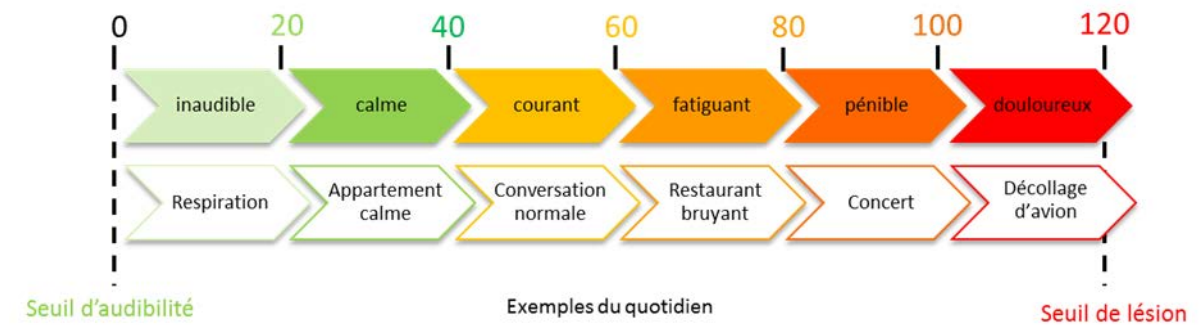 0 20 40 60 80 100 120
inaudible calme courant fatiguant pénible douloureux
Respiration
Appartement
calme
Conversation
normale
Restaurant
bruyant
Concert
Décollage
d'avion
Seuil d'audibilité
Exemples du quotidien
Seuil de lésion